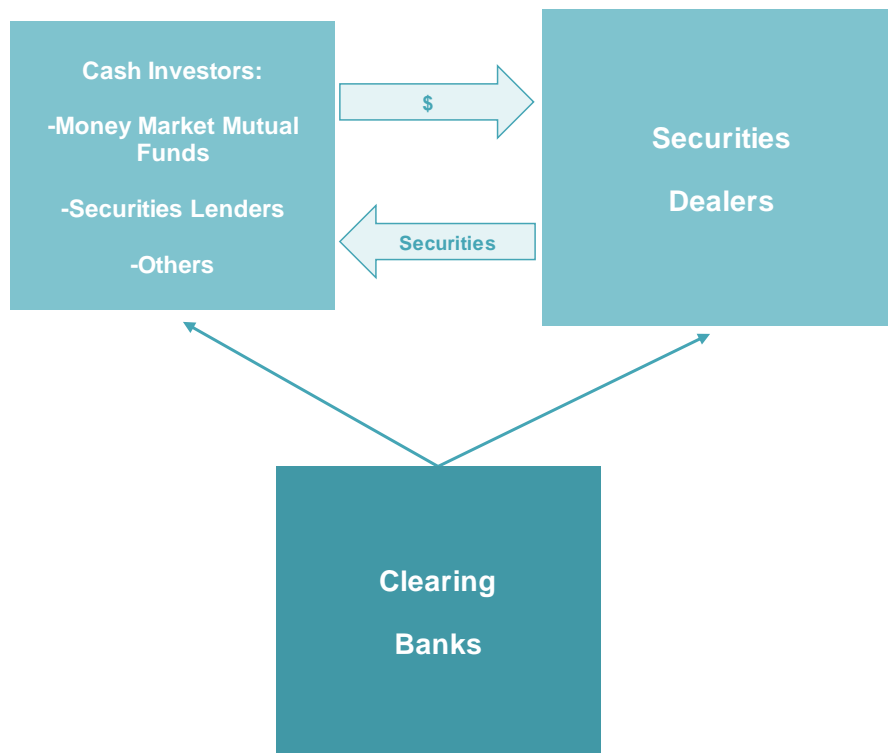 Cash Investors:
-Money Market Mutual
Funds
-Securities Lenders
-Others
$
Securities
Securities
Dealers
Clearing
Banks